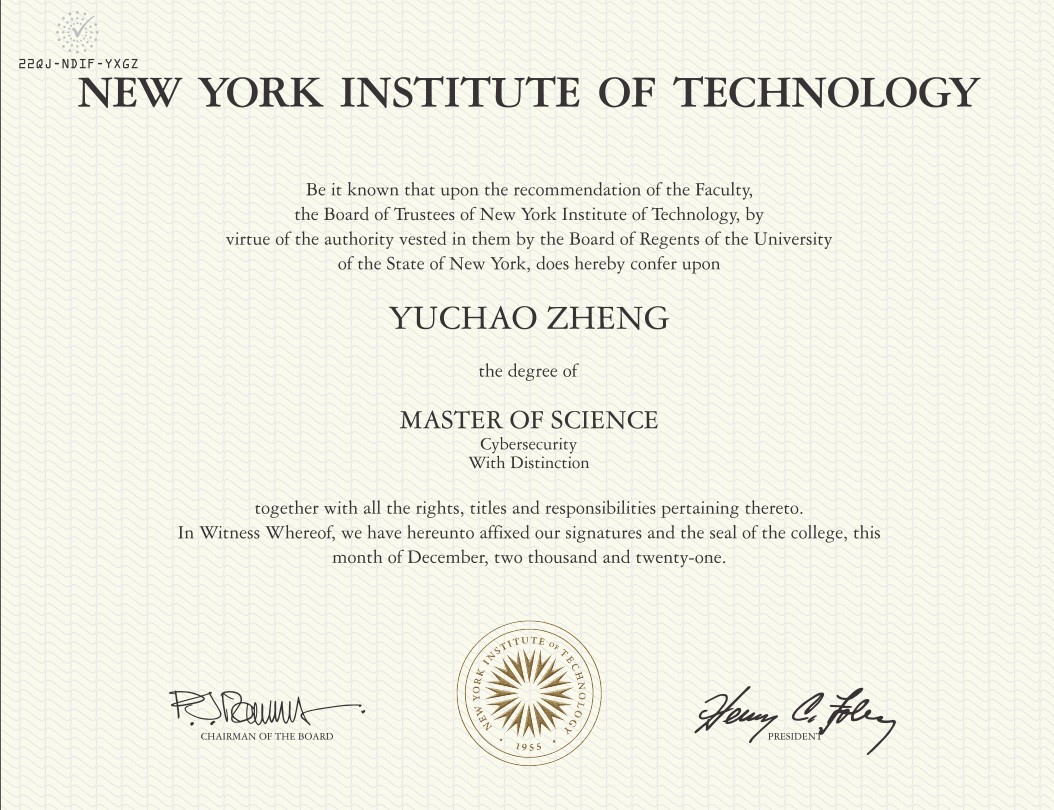 22QJ-NDIF-YXGZ
NEW YORK INSTITUTE OF TECHNOLOGY
Be it known that upon the recommendation of the Faculty,
the Board of Trustees of New York Institute of Technology, by
virtue of the authority vested in them by the Board of Regents of the University
of the State of New York, does hereby confer upon
YUCHAO ZHENG
the degree of
MASTER OF SCIENCE
Cybersecurity
With Distinction
together with all the rights, titles and responsibilities pertaining thereto.
In Witness Whereof, we have hereunto affixed our signatures and the seal of the college, this
month of December, two thousand and twenty-one.
NEW YORK INSTITUTE OF TECHNOLOGY
• 1955 •
CHAIRMAN OF THE BOARD
Henry C. Foley
PRESIDENT